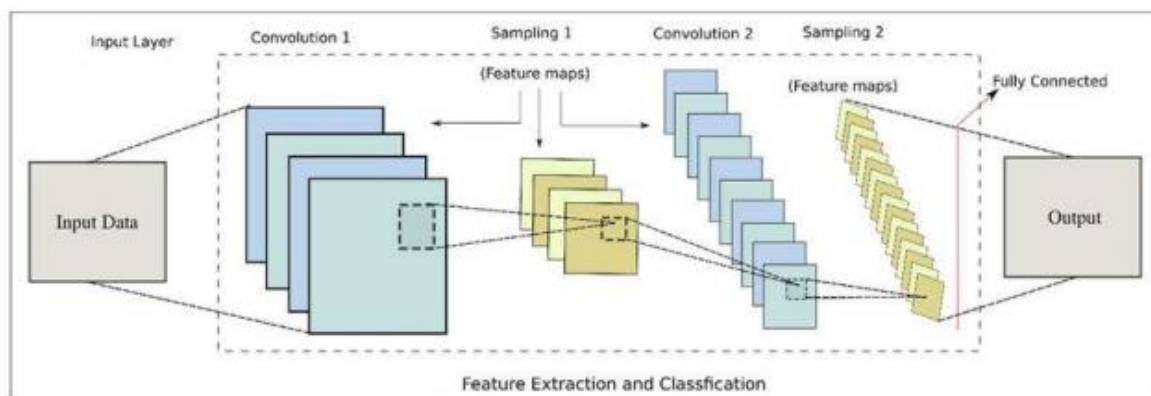 Input Layer
Convolution 1
Sampling 1
Convolution 2
Sampling 2
(Feature maps)
(Feature maps)
Fully Connected
Input Data
Output
Feature Extraction and Classfication